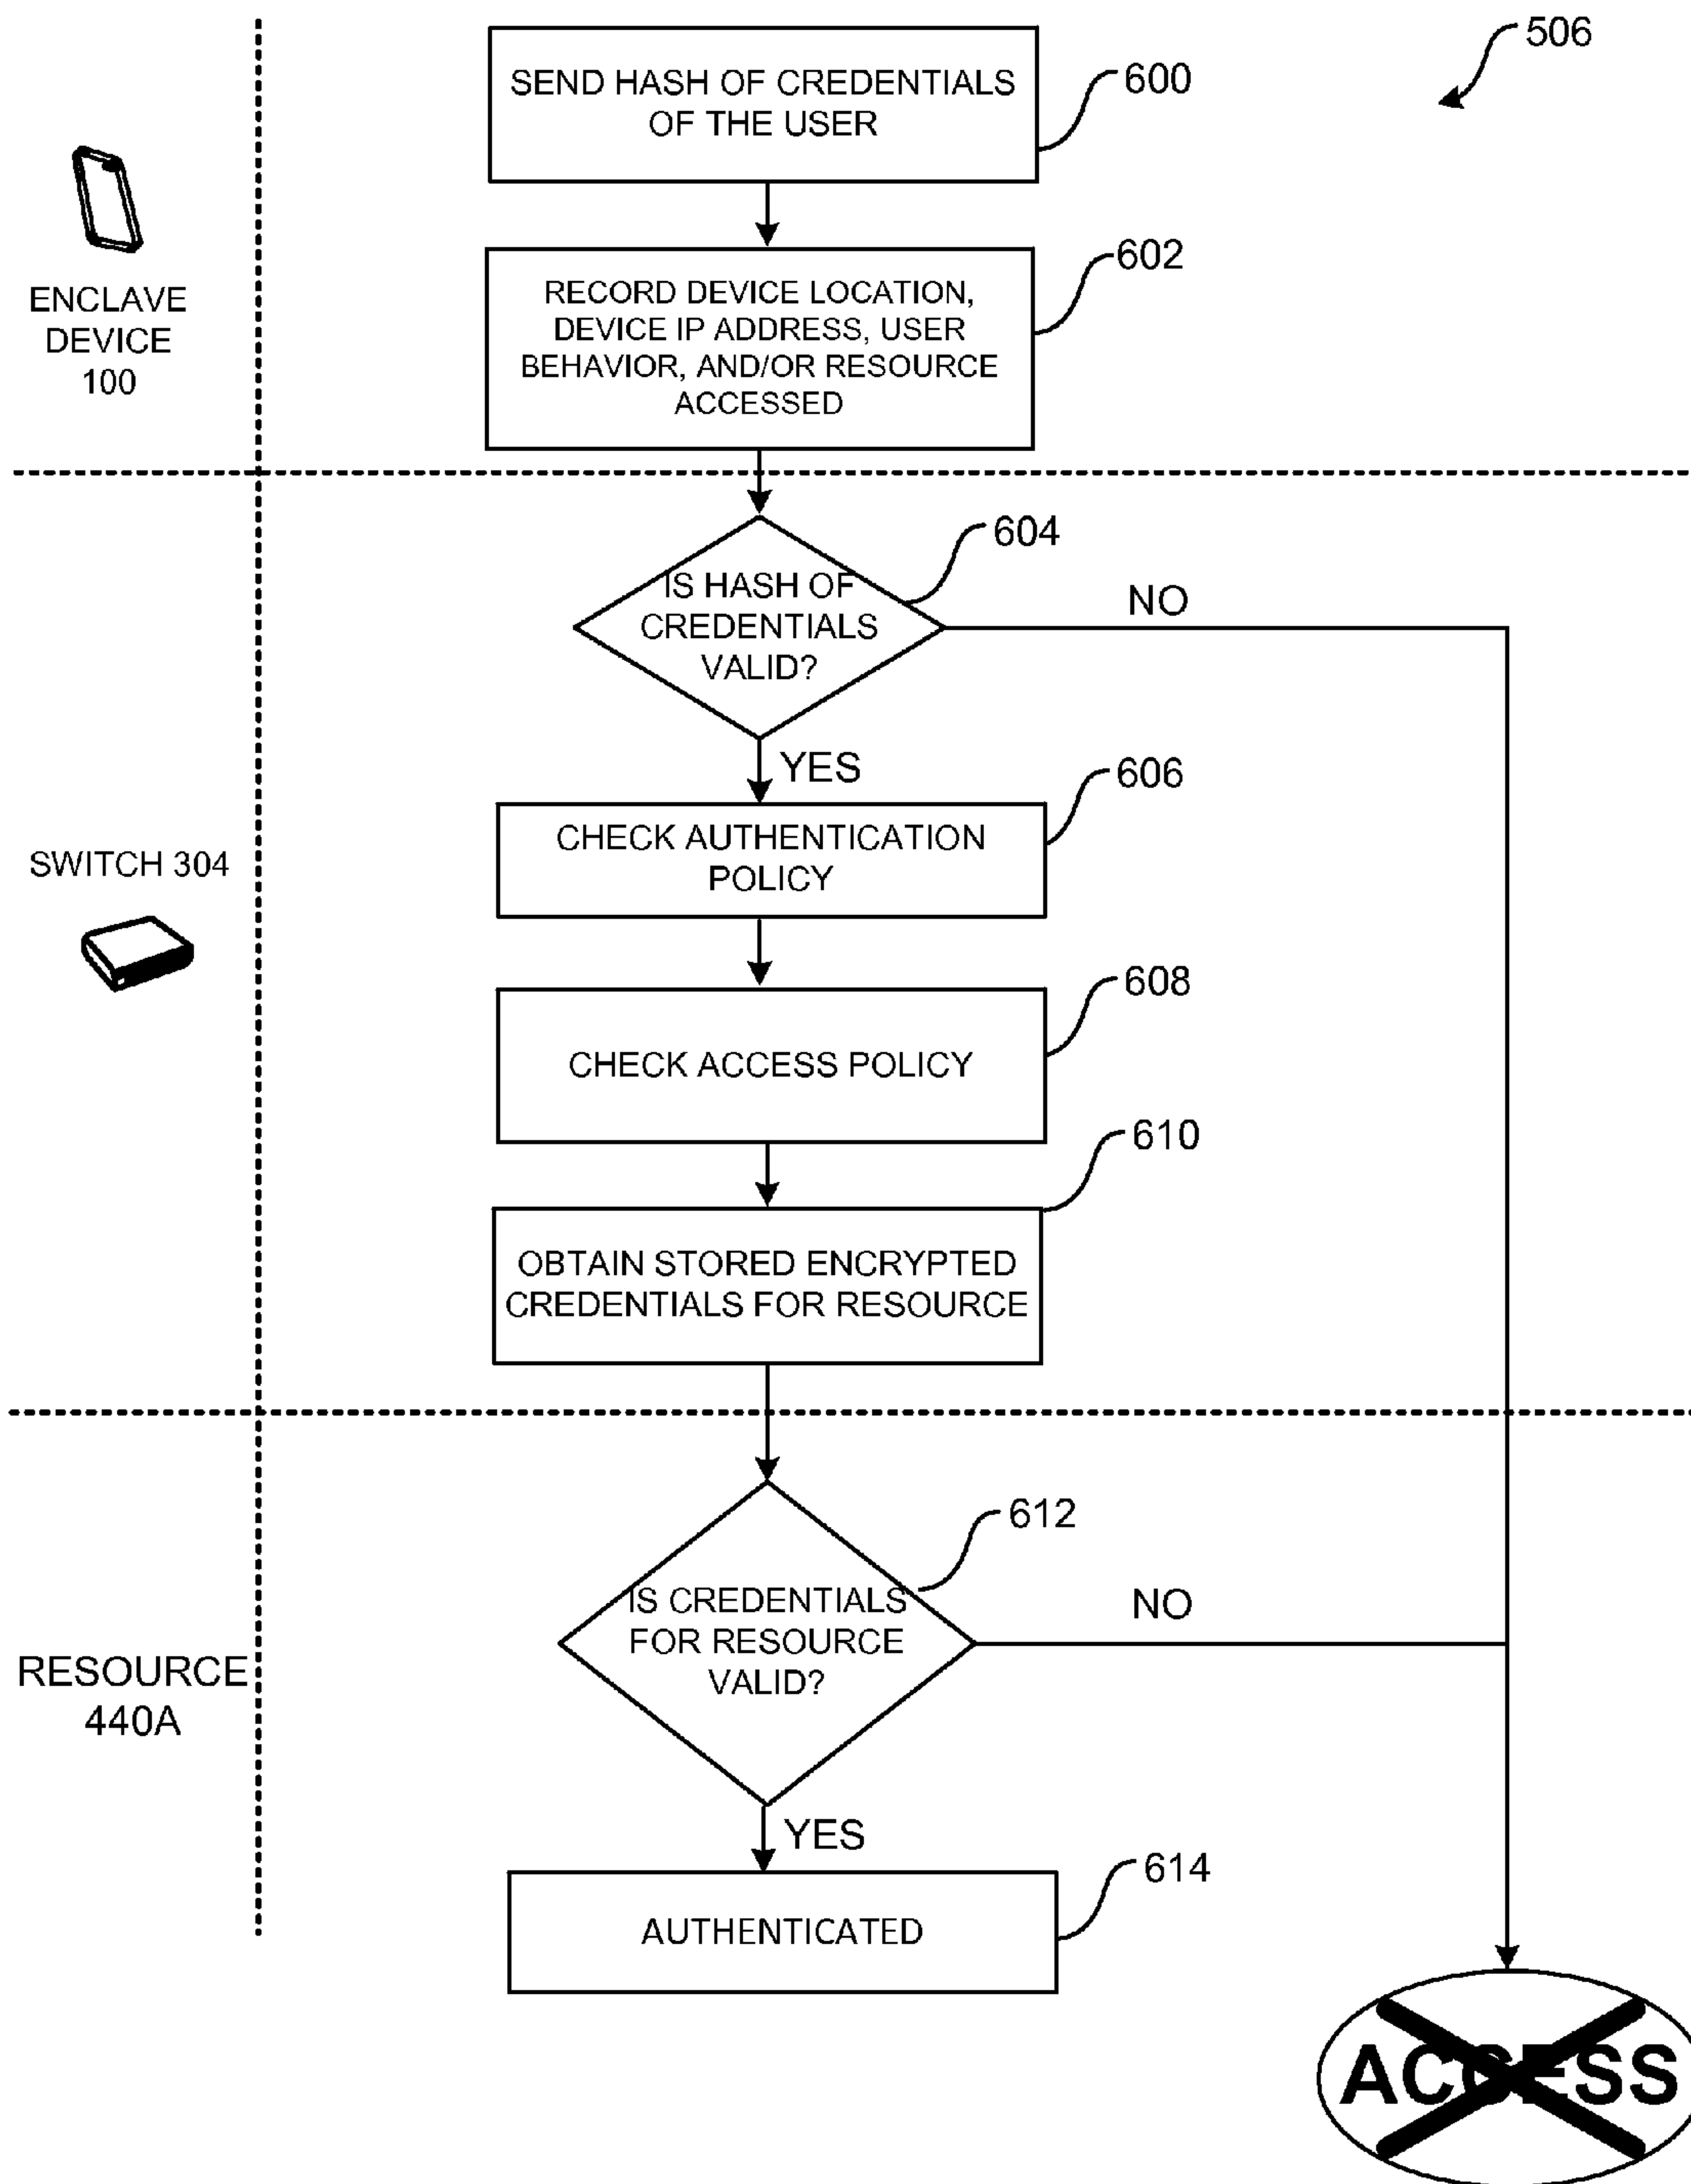 506
SEND HASH OF CREDENTIALS
OF THE USER
600
602
RECORD DEVICE LOCATION,
DEVICE IP ADDRESS, USER
BEHAVIOR, AND/OR RESOURCE
ACCESSED
ENCLAVE
DEVICE
100
604
IS HASH OF
CREDENTIALS
VALID?
NO
YES
606
CHECK AUTHENTICATION
POLICY
SWITCH 304
608
CHECK ACCESS POLICY
610
OBTAIN STORED ENCRYPTED
CREDENTIALS FOR RESOURCE
612
IS CREDENTIALS
FOR RESOURCE
VALID?
NO
RESOURCE
440A
YES
614
AUTHENTICATED
ACCESS